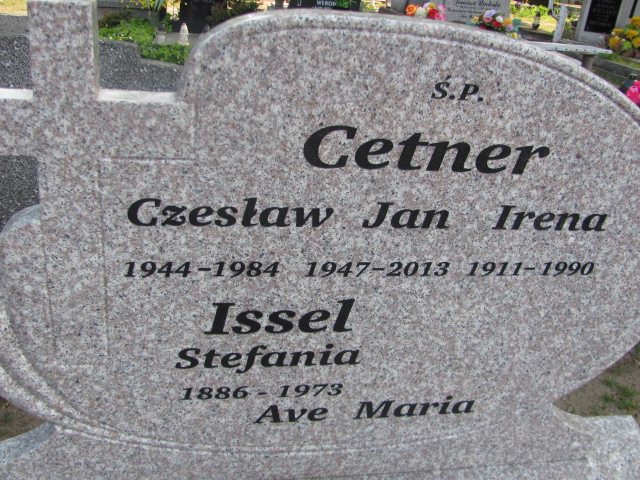 Ś.P.
Cetner
Czesław Jan Irena
1944-1984 1947-2013 1911-1990
Issel
Stefania
1886 - 1973
Ave Maria